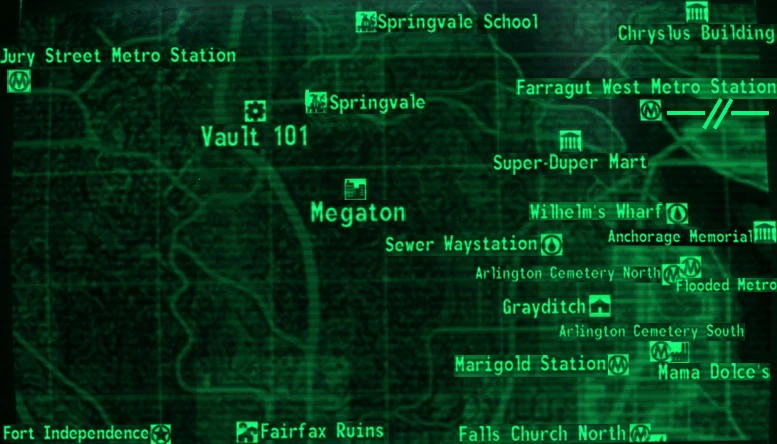 Springvale School
Chryslus Building
Jury Street Metro Station
Farragut West Metro Station
Springvale
Vault 101
Super-Duper Mart
Megaton
Wilhelm's Wharf
Anchorage Memorial
Sewer Waystation
Arlington Cemetery North
Flooded Metro
Grayditch
Arlington Cemetery South
Marigold Station
Mama Dolce's
Fort Independence
Fairfax Ruins
Falls Church North